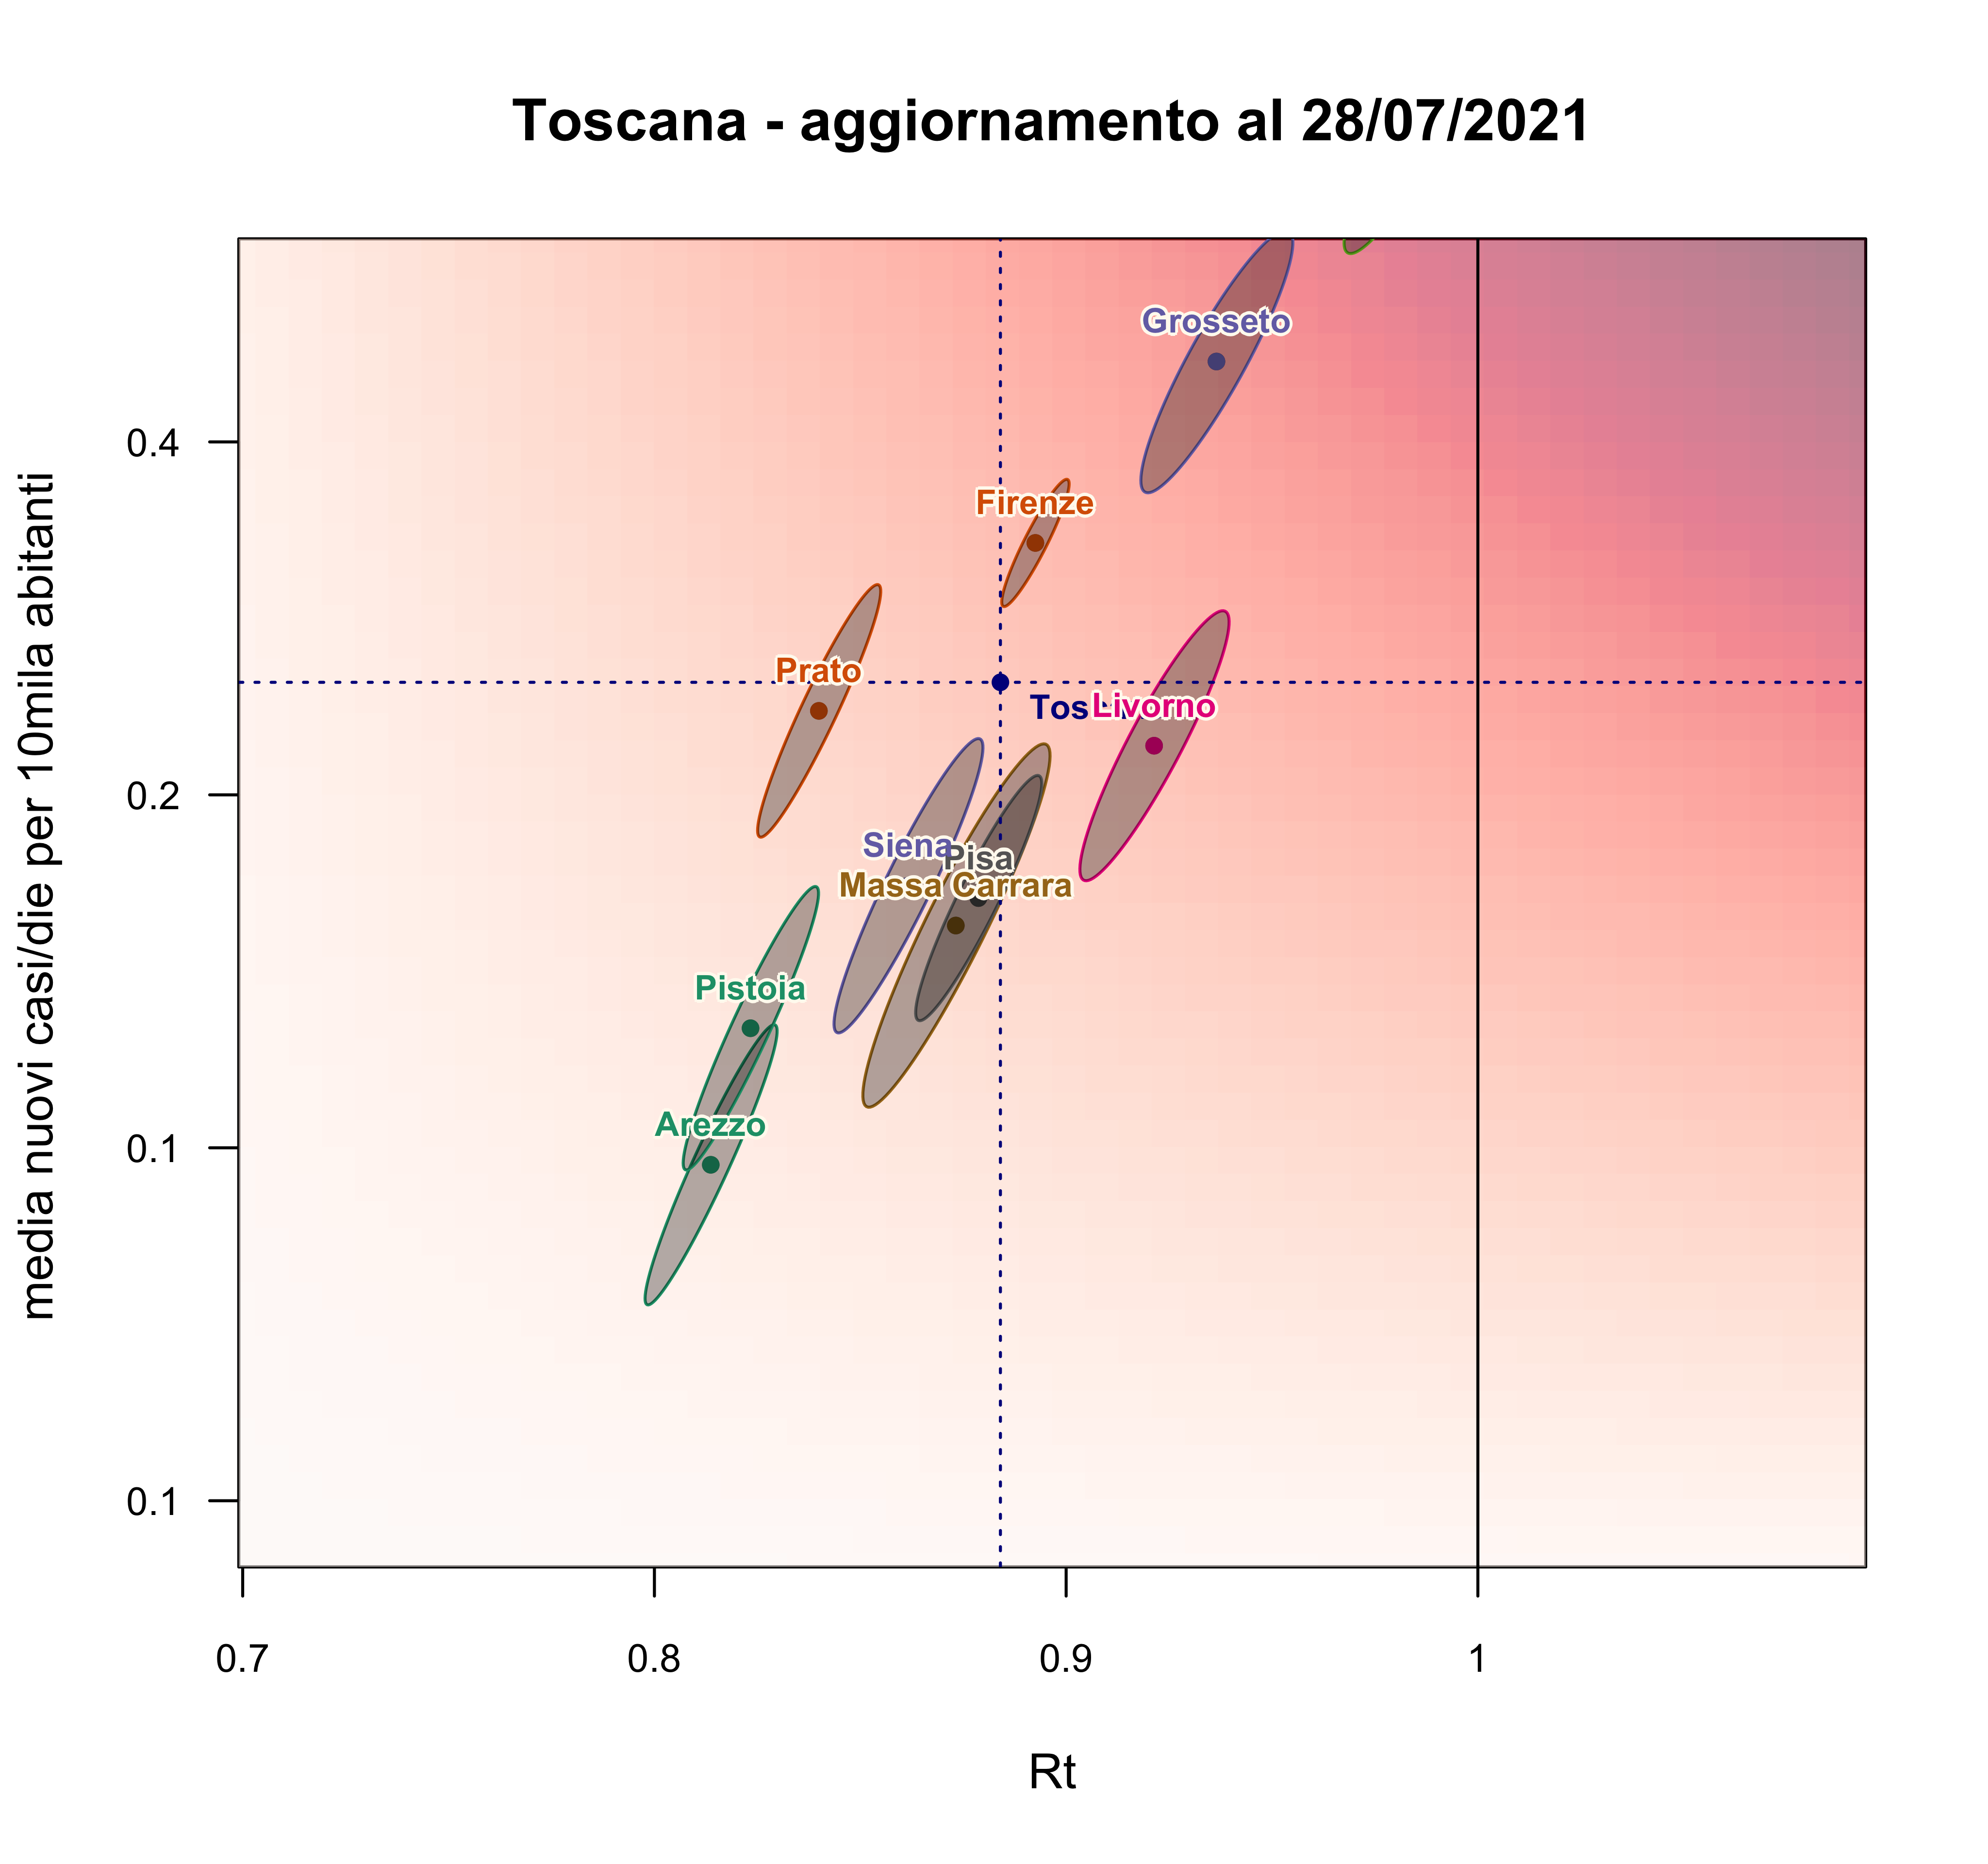 Toscana - aggiornamento al 28/07/2021
media nuovi casi/die per 10mila abitanti
0.4
0.2
0.1
0.1
Grosseto
Firenze
Prato
Livorno
Siena
Pisa
Massa Carrara
Pistoia
Arezzo
0.7 0.8 0.9 1
Rt